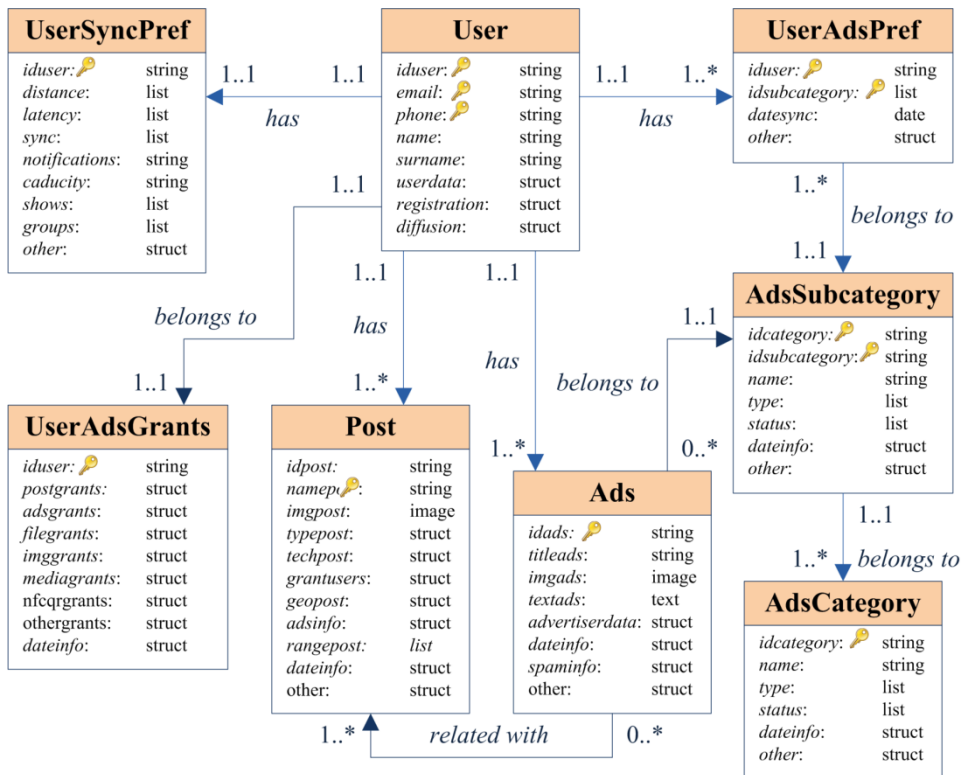 UserSyncPref
iduser: string
distance: list
latency: list
sync: list
notifications: string
caducity: string
shows: list
groups: list
other: struct
1..1 1..1
has
User
iduser: string
email: string
phone: string
name: string
surname: string
userdata: struct
registration: struct
diffusion: struct
1..1 1..*
has
UserAdsPref
iduser: string
idsubcategory: list
datesync: date
other: struct
1..*
belongs to
1..1
1..1
belongs to
1..1
1..1
has
1..*
1..1
has
1..*
AdsSubcategory
idcategory: string
idsubcategory: string
name: string
type: list
status: list
dateinfo: struct
other: struct
1..1
belongs to
0..*
UserAdsGrants
iduser: string
postgrants: struct
adsgrants: struct
filegrants: struct
imggrants: struct
mediagrants: struct
nfcqrgrants: struct
othergrants: struct
dateinfo: struct
Post
idpost: string
string
imgpost: image
typepost: struct
techpost: struct
grantusers: struct
geopost: struct
adsinfo: struct
rangepost: list
dateinfo: struct
other: struct
Ads
idads: string
titleads: string
imgads: image
textads: text
advertiserdata: struct
dateinfo: struct
spaminfo: struct
other: struct
1..1
1..* belongs to
AdsCategory
idcategory: string
name: string
type: list
status: list
dateinfo: struct
other: struct
1..* related with 0..*